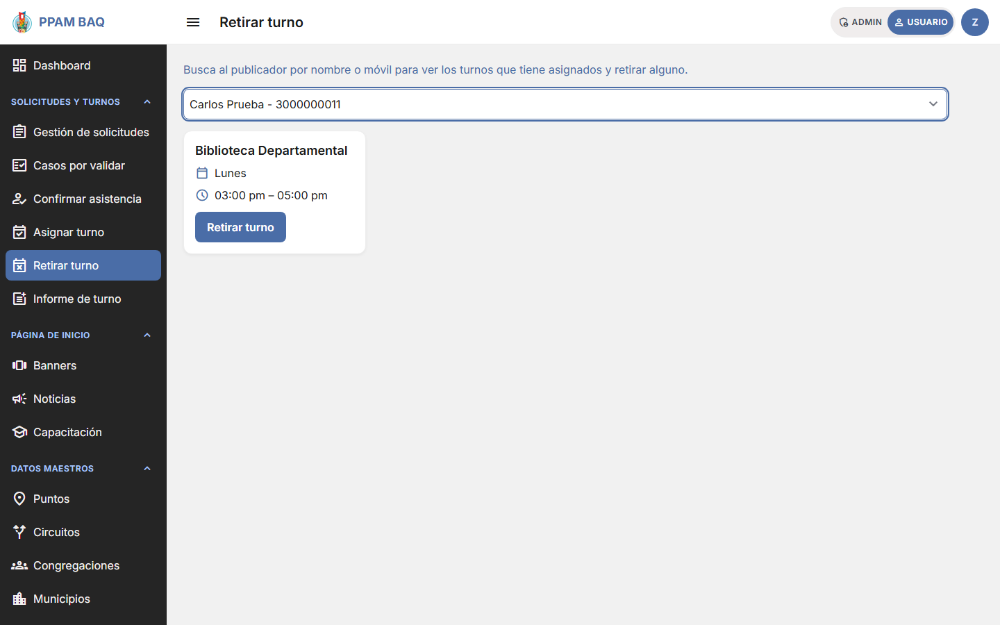 PPAM BAQ
Retirar turno
ADMIN
USUARIO
Z
Dashboard
SOLICITUDES Y TURNOS
Gestión de solicitudes
Casos por validar
Confirmar asistencia
Asignar turno
Retirar turno
Informe de turno
PÁGINA DE INICIO
Banners
Noticias
Capacitación
DATOS MAESTROS
Puntos
Circuitos
Congregaciones
Municipios
Busca al publicador por nombre o móvil para ver los turnos que tiene asignados y retirar alguno.
Carlos Prueba - 3000000011
Biblioteca Departamental
Lunes
03:00 pm – 05:00 pm
Retirar turno